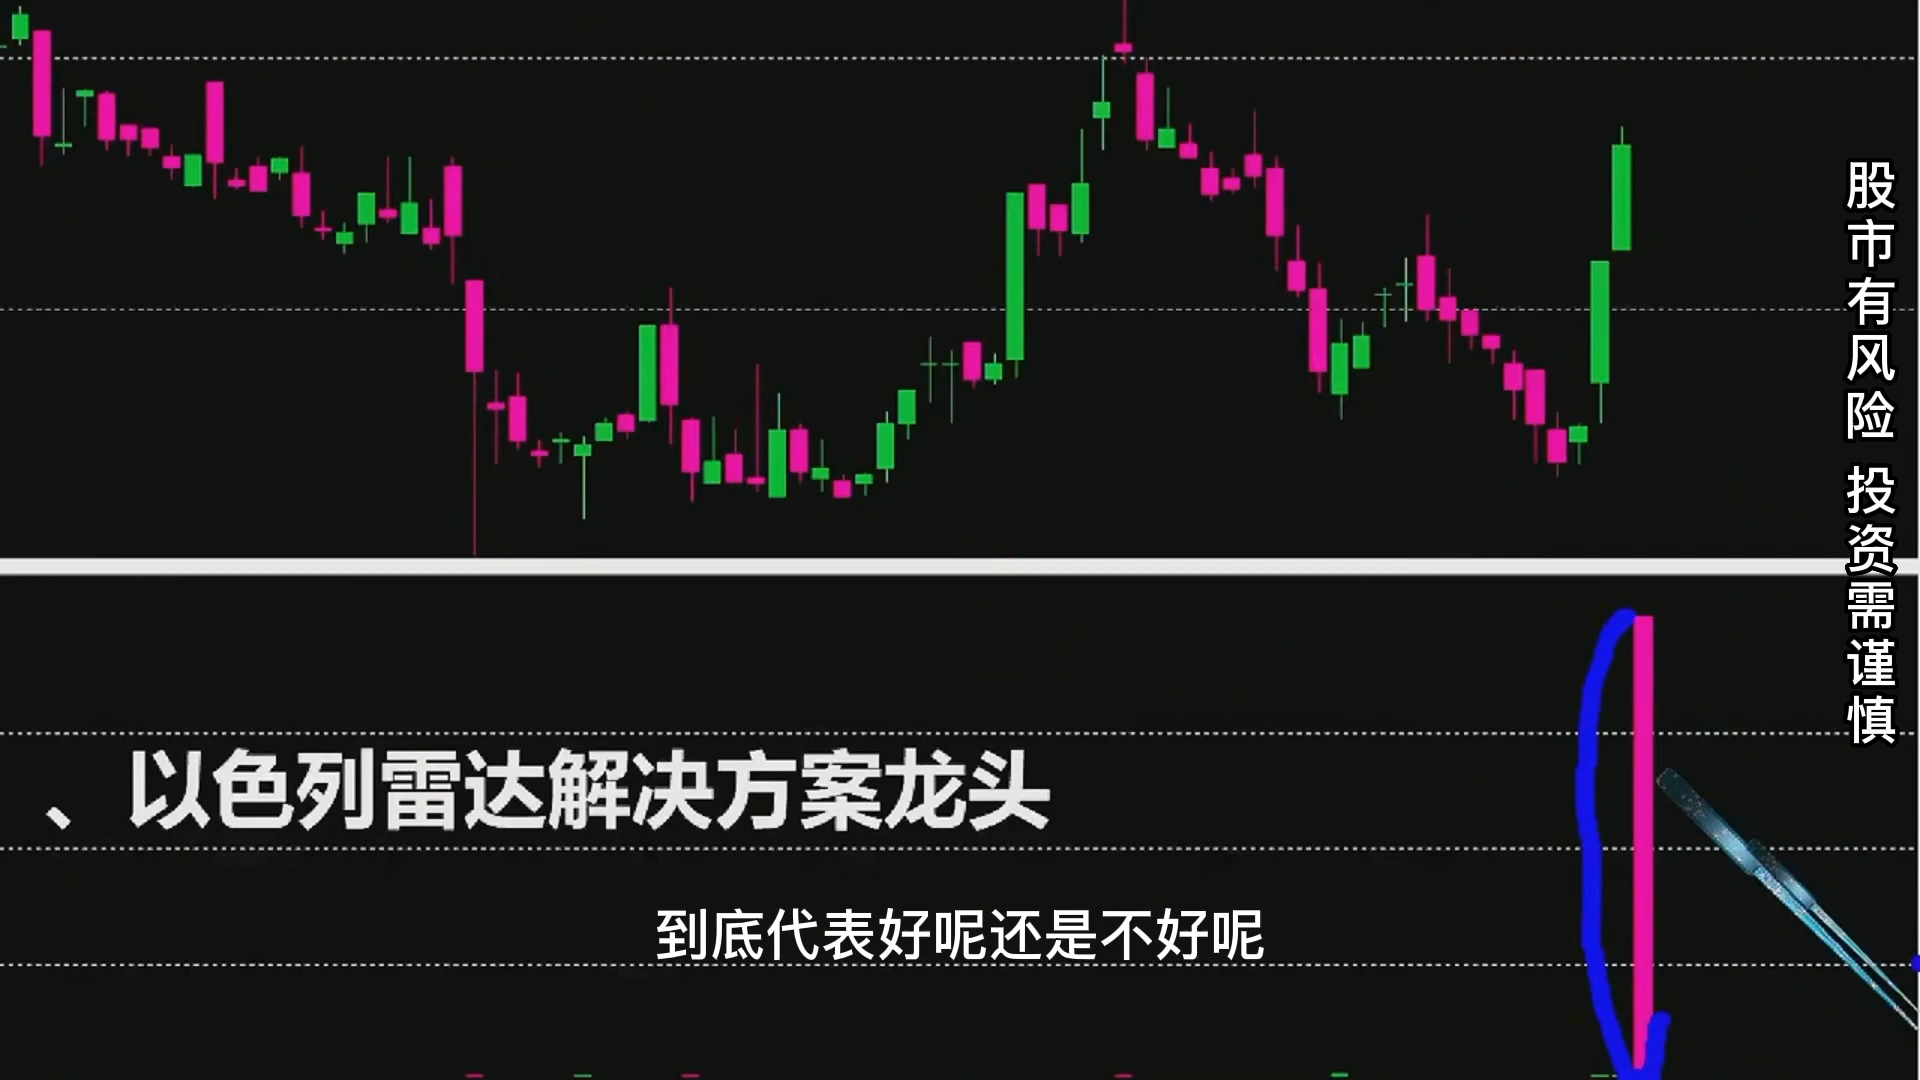 股市有风险 投资需谨慎
、以色列雷达解决方案龙头
到底代表好呢还是不好呢